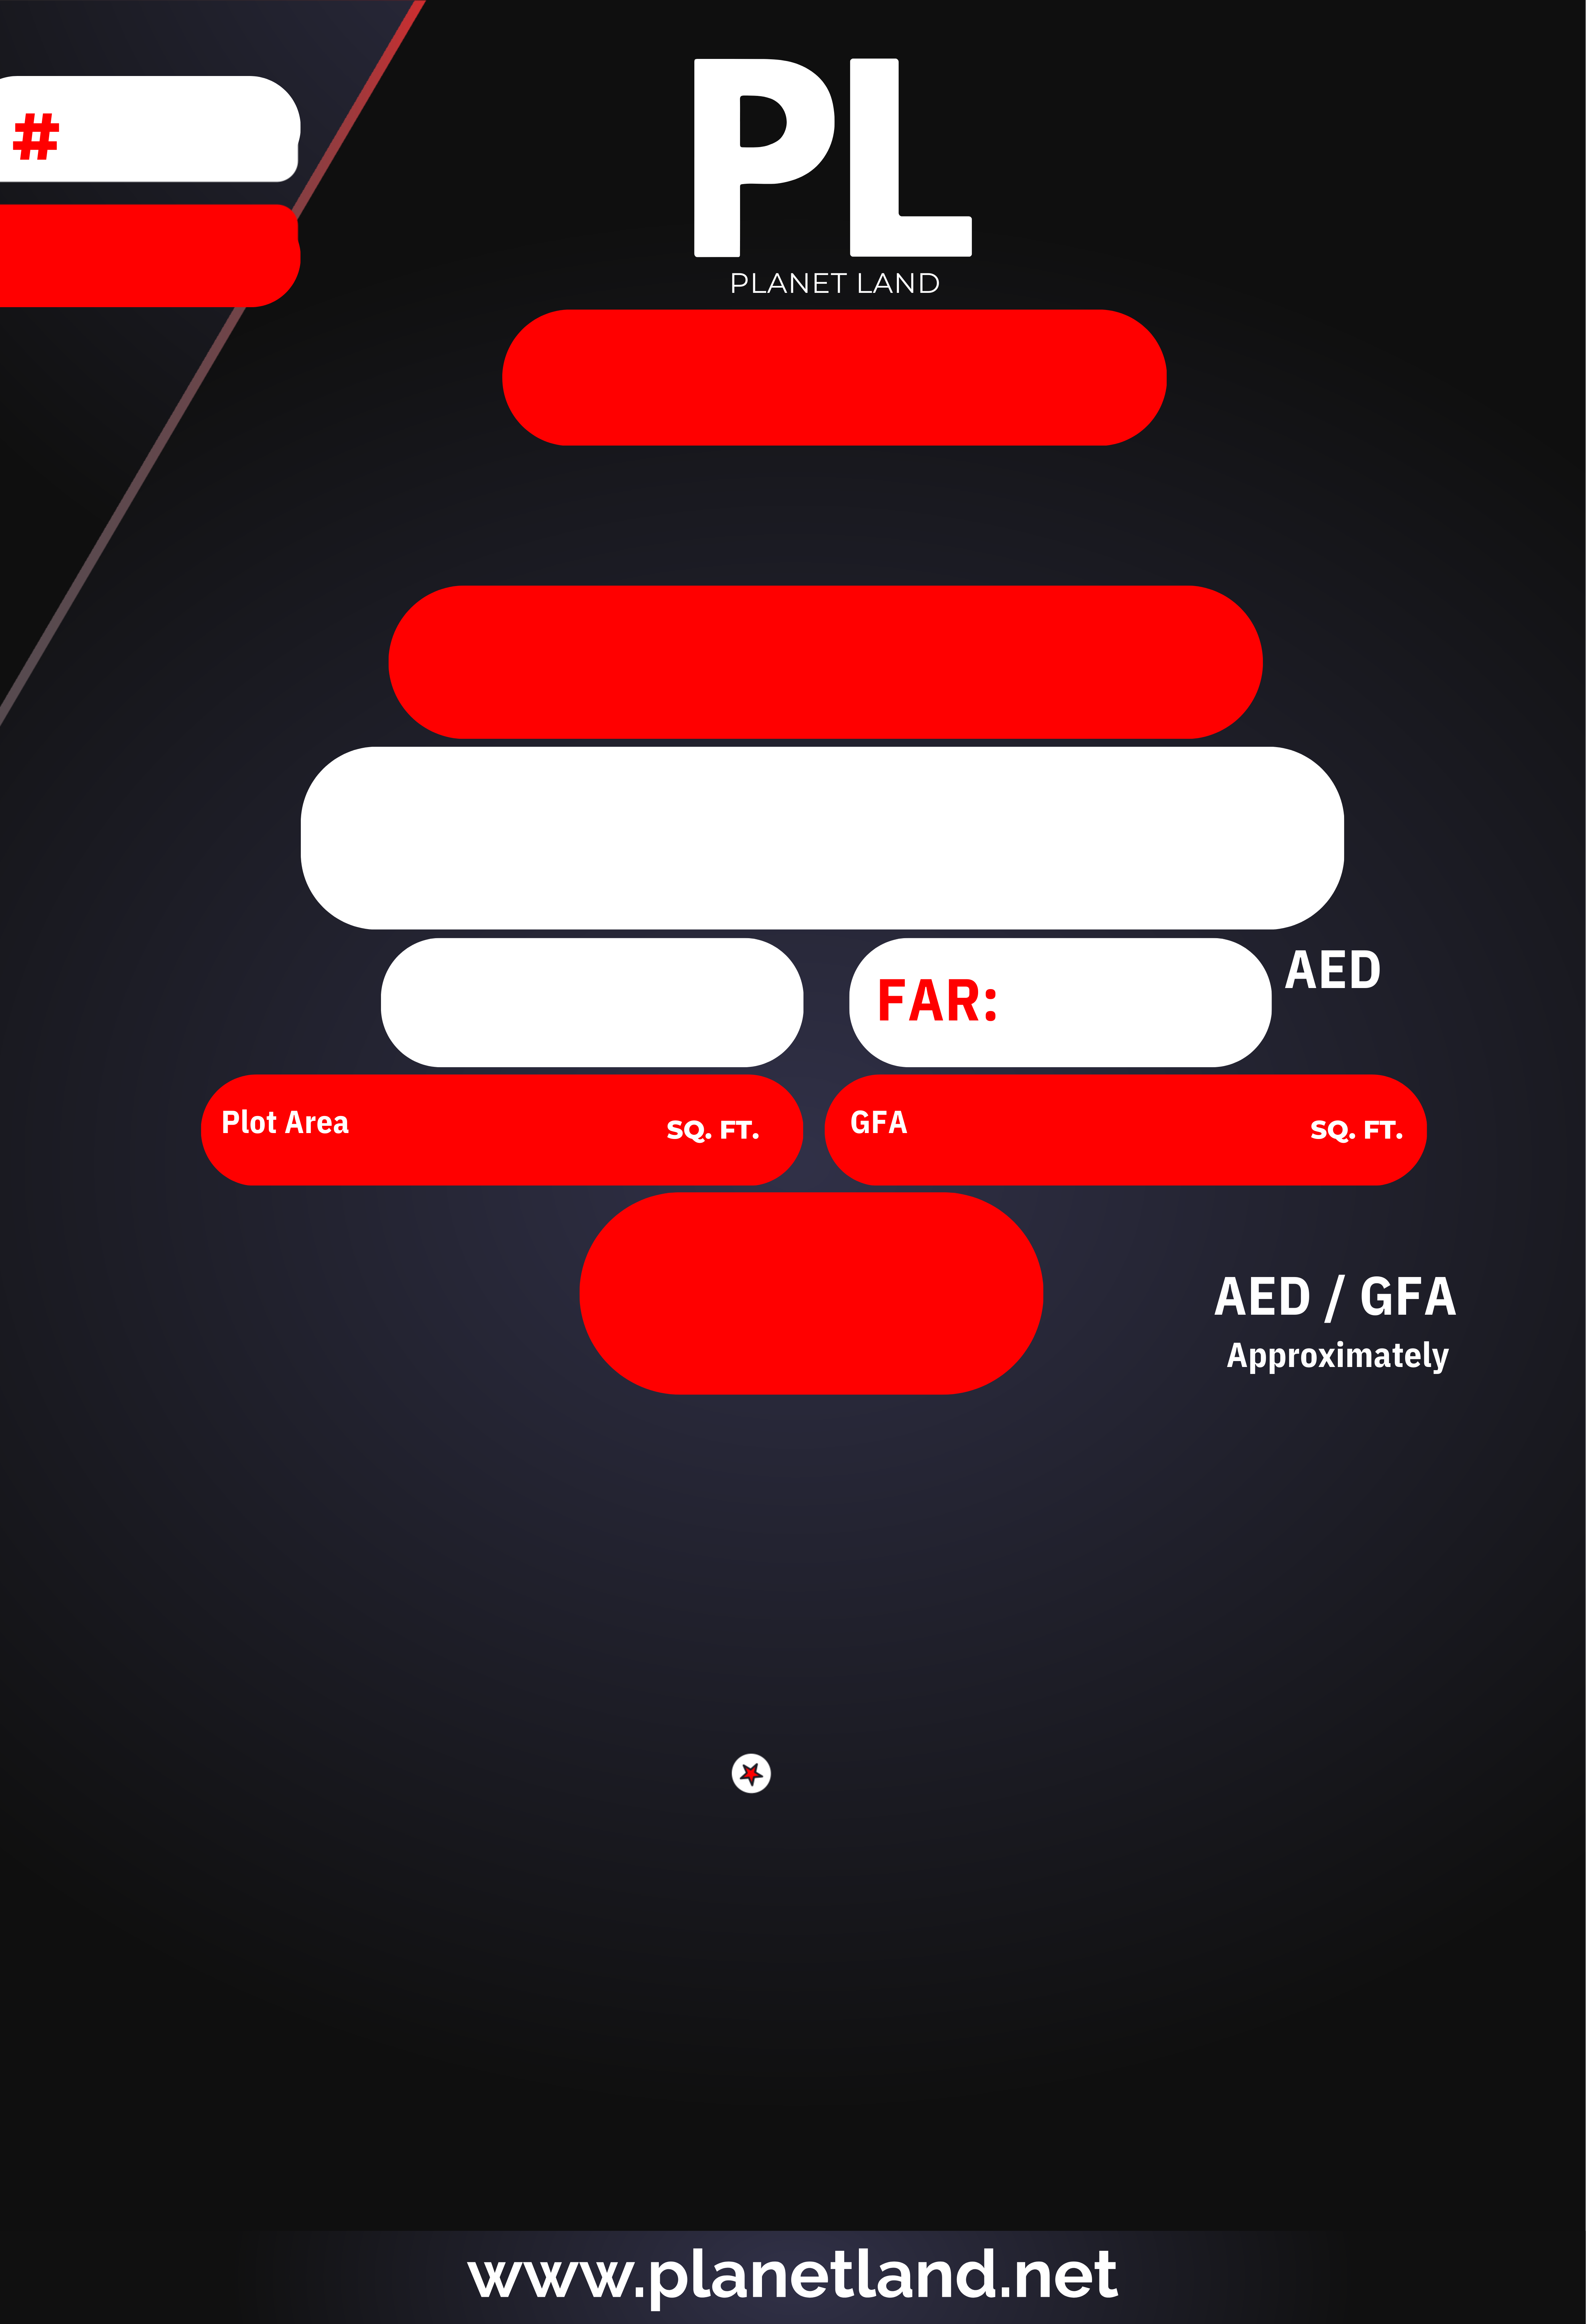 #
PL
PLANET LAND
AED
FAR:
Plot Area SQ. FT.
GFA SQ. FT.
AED / GFA
Approximately
www.planetland.net